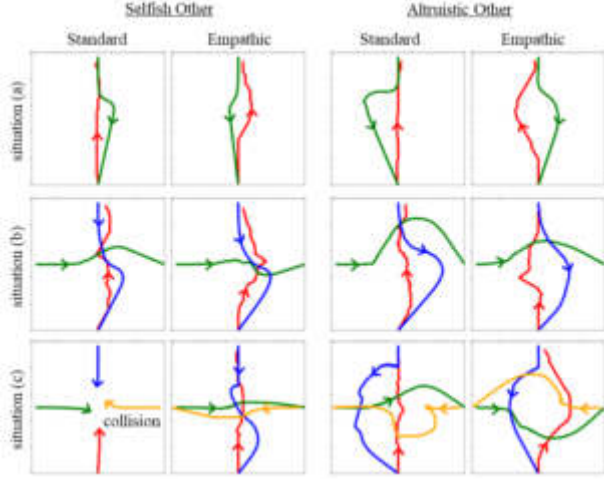 Selfish Other Altruistic Other
Standard Empathic Standard Empathic
situation (a)
situation (b)
situation (c)
collision